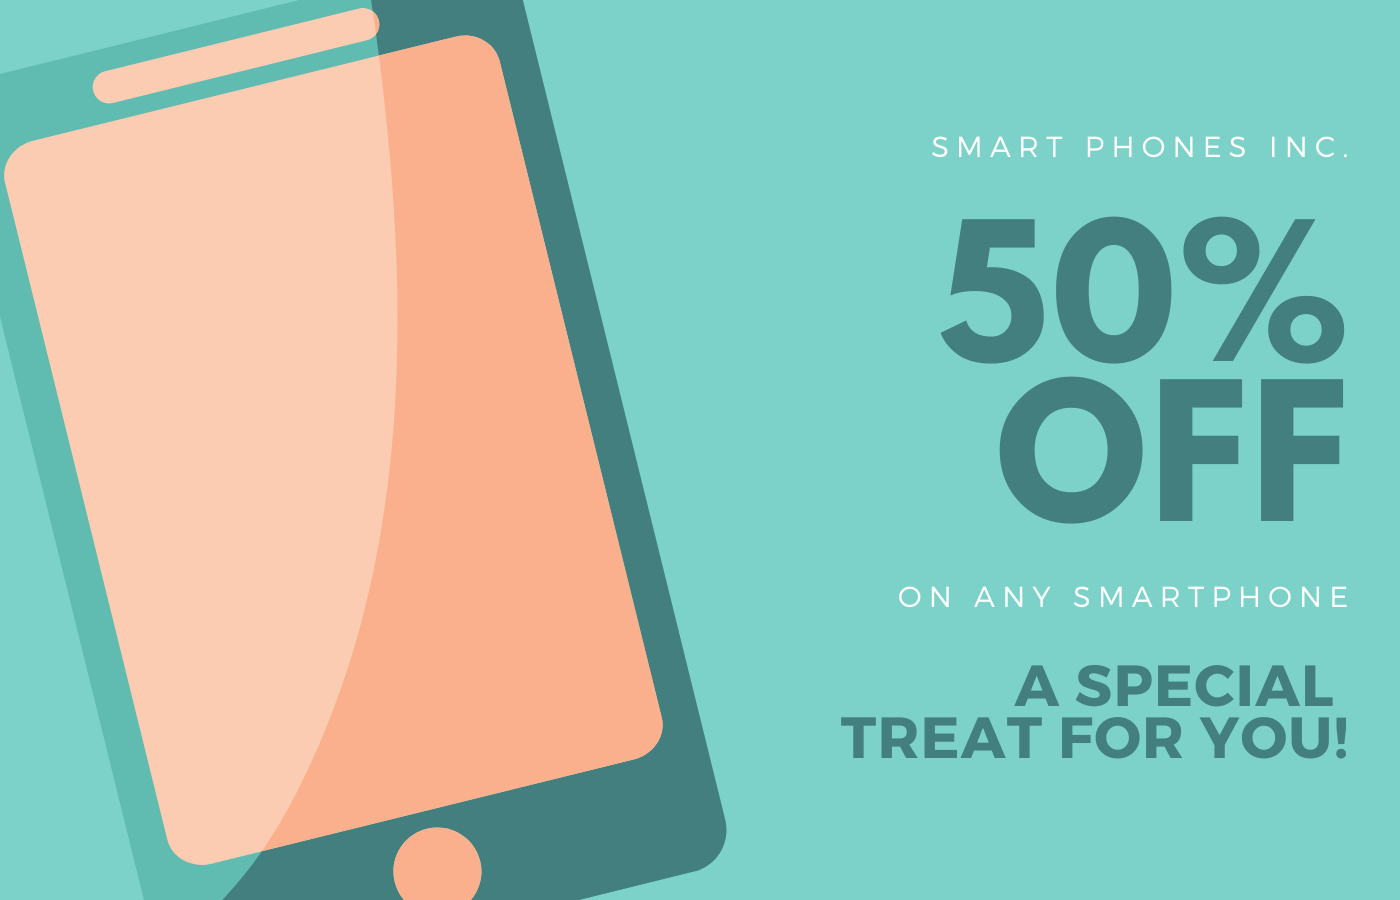 SMART PHONES INC.
50%
OFF
ON ANY SMARTPHONE
A SPECIAL
TREAT FOR YOU!